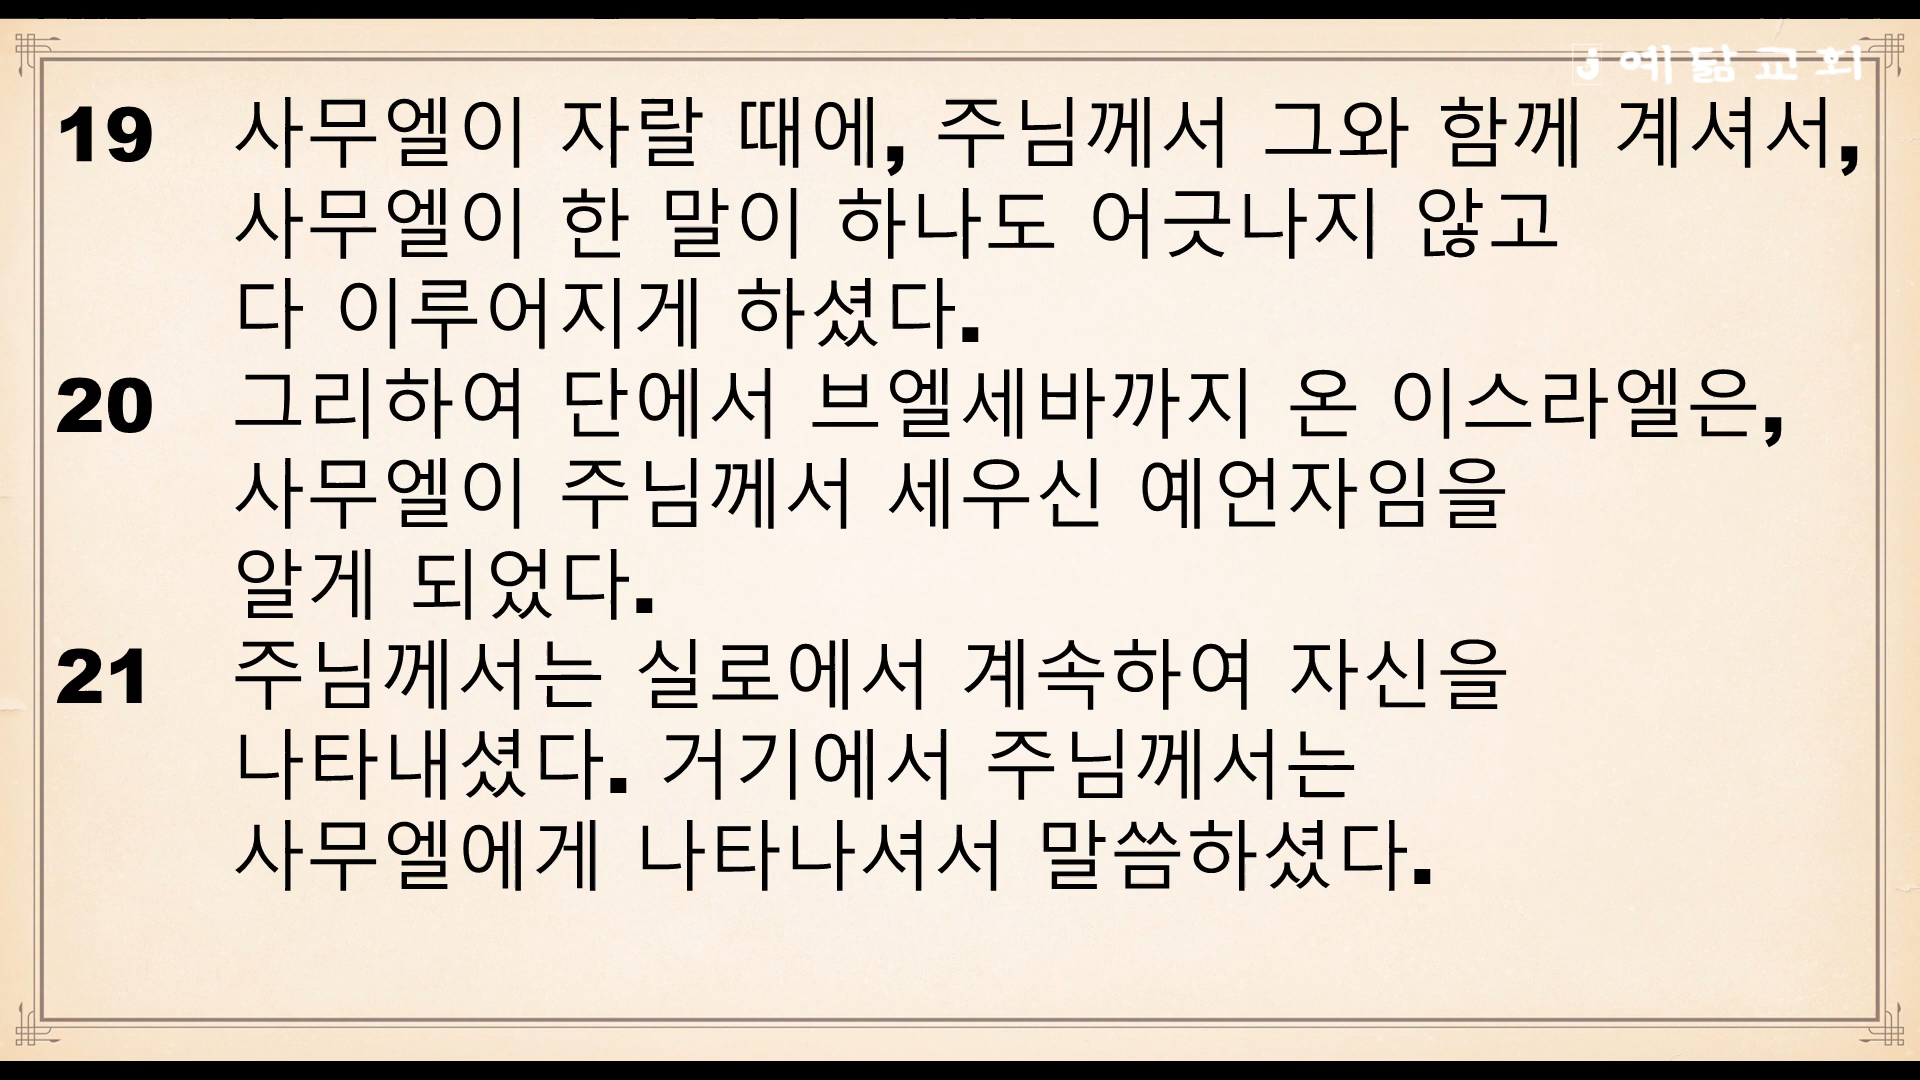 예닮교회
19 사무엘이 자랄 때에, 주님께서 그와 함께 계셔서,
사무엘이 한 말이 하나도 어긋나지 않고
다 이루어지게 하셨다.
20 그리하여 단에서 브엘세바까지 온 이스라엘은,
사무엘이 주님께서 세우신 예언자임을
알게 되었다.
21 주님께서는 실로에서 계속하여 자신을
나타내셨다. 거기에서 주님께서는
사무엘에게 나타나셔서 말씀하셨다.